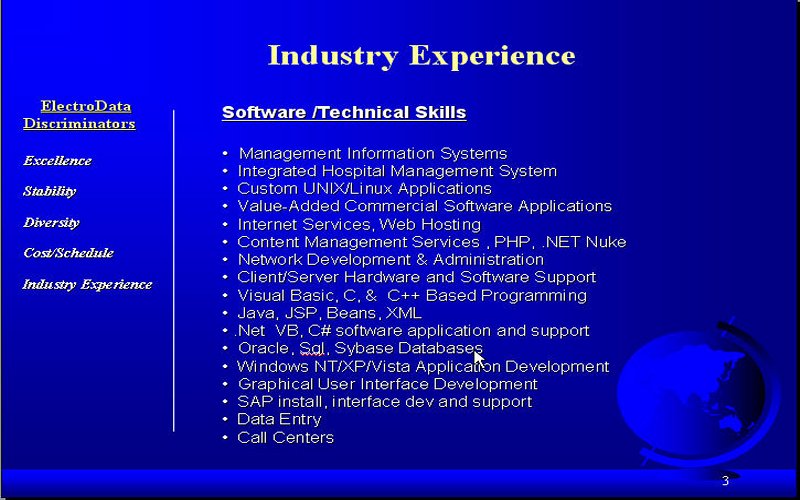 Industry Experience
ElectroData
Discriminators
Excellence
Stability
Diversity
Cost/Schedule
Industry Experience
Software /Technical Skills
• Management Information Systems
• Integrated Hospital Management System
• Custom UNIX/Linux Applications
• Value-Added Commercial Software Applications
• Internet Services, Web Hosting
• Content Management Services , PHP, .NET Nuke
• Network Development & Administration
• Client/Server Hardware and Software Support
• Visual Basic, C, & C++ Based Programming
• Java, JSP, Beans, XML
• .Net VB, C# software application and support
• Oracle, Sql, Sybase Databases
• Windows NT/XP/Vista Application Development
• Graphical User Interface Development
• SAP install, interface dev and support
• Data Entry
• Call Centers
3